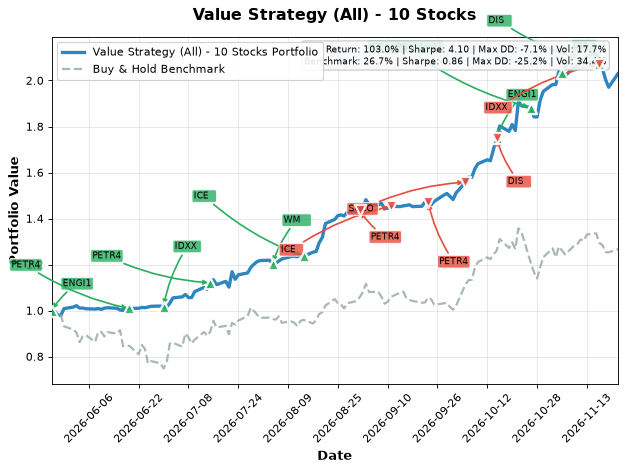 Value Strategy (All) - 10 Stocks
DIS
Value Strategy (All) - 10 Stocks Portfolio
Buy & Hold Benchmark
Return: 103.0% | Sharpe: 4.10 | Max DD: -7.1% | Vol: 17.7%
Benchmark: 26.7% | Sharpe: 0.86 | Max DD: -25.2% | Vol:
ENGI1
IDXX
DIS
ICE
WM
PETR4
ICE
IDXX
PETR4
PETR4
PETR4
ENGI1
Portfolio Value
2.0
1.8
1.6
1.4
1.0
0.8
2026-06-06
2026-06-22
2026-07-08
2026-07-24
2026-08-09
2026-08-25
2026-09-10
2026-09-26
2026-10-12
2026-10-28
2026-11-13
Date